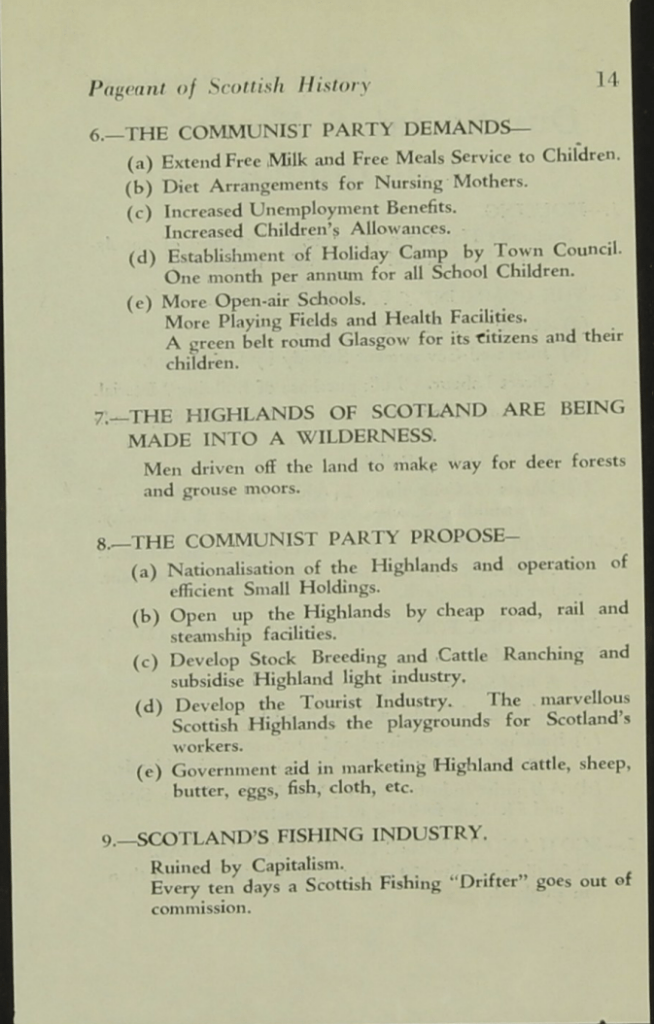 Pageant of Scottish History 14
6.—THE COMMUNIST PARTY DEMANDS—
(a) Extend Free Milk and Free Meals Service to Children.
(b) Diet Arrangements for Nursing Mothers.
(c) Increased Unemployment Benefits.
Increased Children's Allowances.
(d) Establishment of Holiday Camp by Town Council.
One month per annum for all School Children.
(e) More Open-air Schools.
More Playing Fields and Health Facilities.
A green belt round Glasgow for its citizens and their
children.
7.—THE HIGHLANDS OF SCOTLAND ARE BEING
MADE INTO A WILDERNESS.
Men driven off the land to make way for deer forests
and grouse moors.
8.—THE COMMUNIST PARTY PROPOSE—
(a) Nationalisation of the Highlands and operation of
efficient Small Holdings.
(b) Open up the Highlands by cheap road, rail and
steamship facilities.
(c) Develop Stock Breeding and Cattle Ranching and
subsidise Highland light industry.
(d) Develop the Tourist Industry. The marvellous
Scottish Highlands the playgrounds for Scotland's
workers.
(e) Government aid in marketing Highland cattle, sheep,
butter, eggs, fish, cloth, etc.
9.—SCOTLAND'S FISHING INDUSTRY.
Ruined by Capitalism.
Every ten days a Scottish Fishing "Drifter" goes out of
commission.